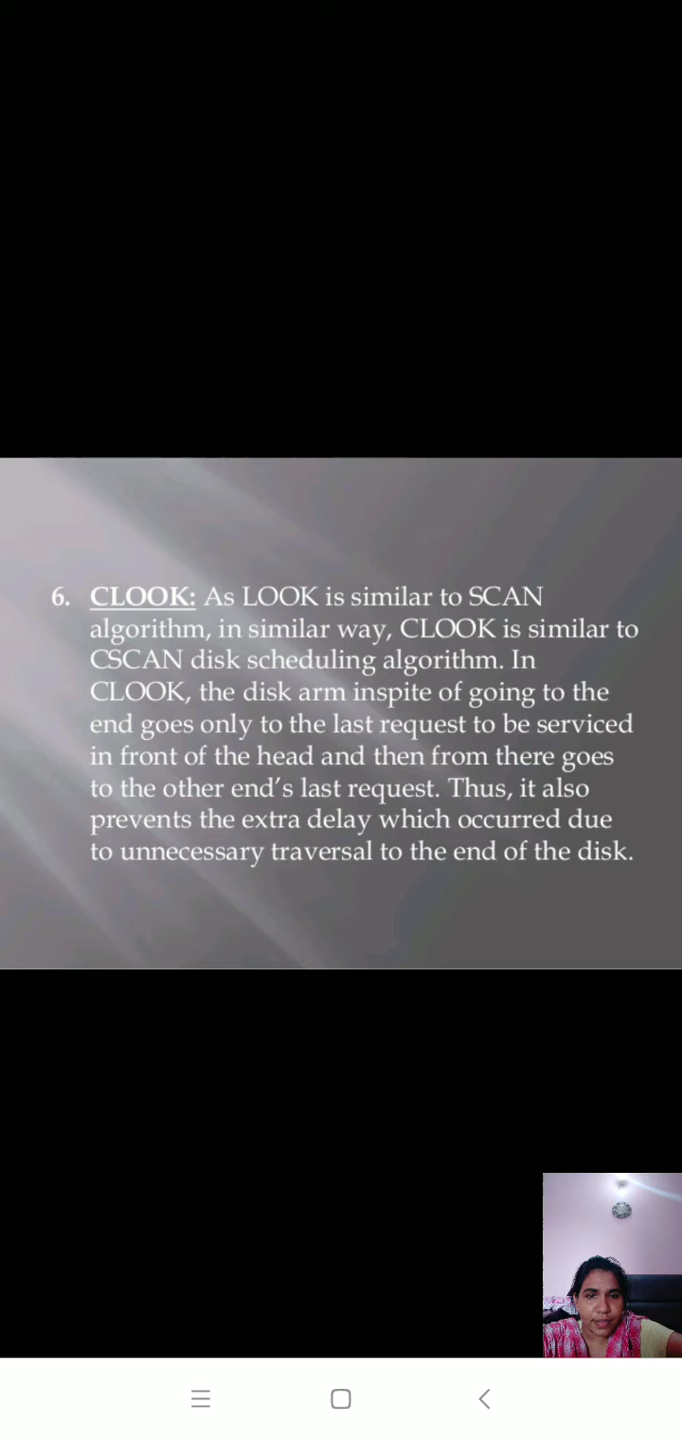 6. CLOOK: As LOOK is similar to SCAN
algorithm, in similar way, CLOOK is similar to
CSCAN disk scheduling algorithm. In
CLOOK, the disk arm inspite of going to the
end goes only to the last request to be serviced
in front of the head and then from there goes
to the other end’s last request. Thus, it also
prevents the extra delay which occurred due
to unnecessary traversal to the end of the disk.